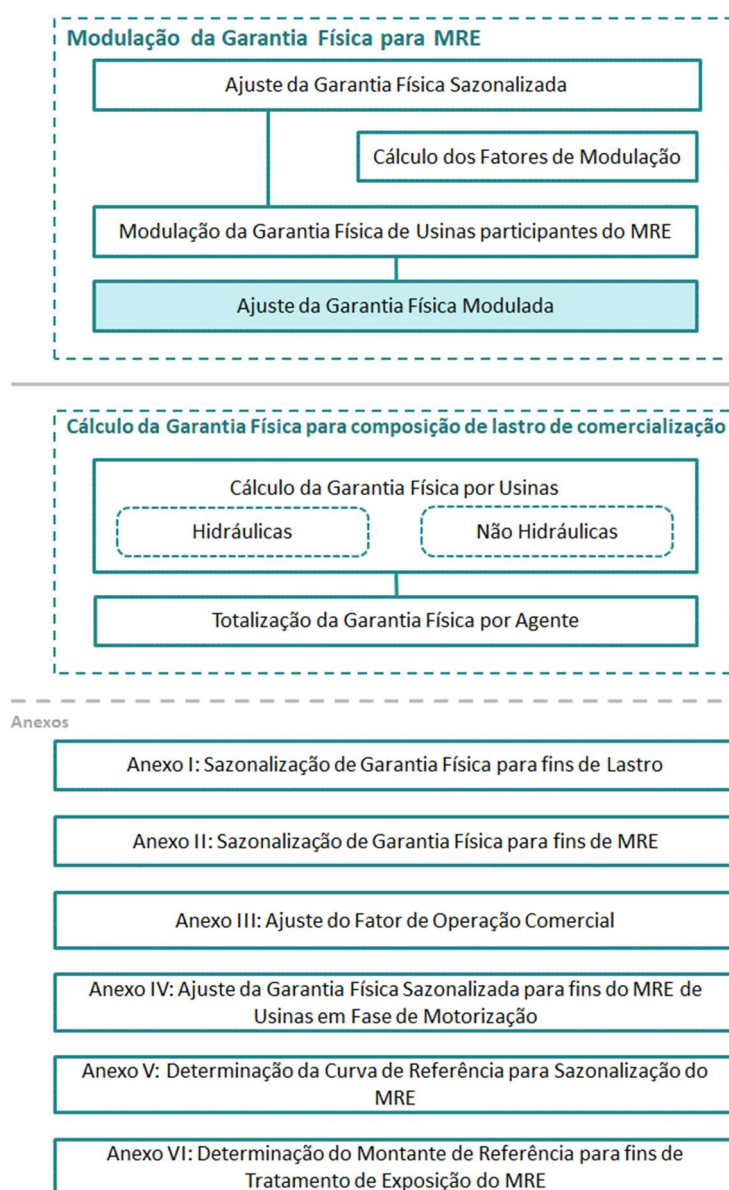 Modulação da Garantia Física para MRE
Ajuste da Garantia Física Sazonalizada
Cálculo dos Fatores de Modulação
Modulação da Garantia Física de Usinas participantes do MRE
Ajuste da Garantia Física Modulada
Cálculo da Garantia Física para composição de lastro de comercialização
Cálculo da Garantia Física por Usinas
Hidráulicas
Não Hidráulicas
Totalização da Garantia Física por Agente
Anexos
Anexo I: Sazonalização de Garantia Física para fins de Lastro
Anexo II: Sazonalização de Garantia Física para fins de MRE
Anexo III: Ajuste do Fator de Operação Comercial
Anexo IV: Ajuste da Garantia Física Sazonalizada para fins do MRE de
Usinas em Fase de Motorização
Anexo V: Determinação da Curva de Referência para Sazonalização do
MRE
Anexo VI: Determinação do Montante de Referência para fins de
Tratamento de Exposição do MRE